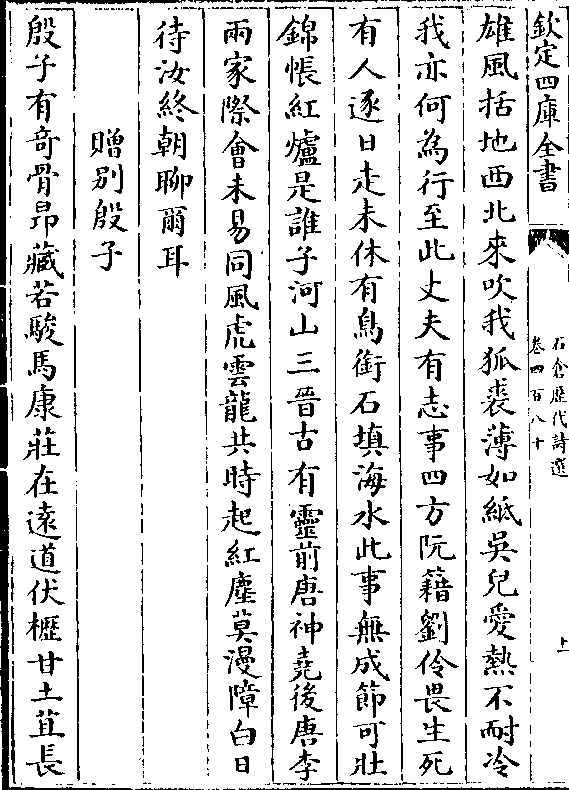 欽定四庫全書
石倉歷代詩選
卷四百八十
雄風括地西北來吹我狐裘薄如紙吳兒愛熱不耐冷
我亦何為行至此丈夫有志事四方阮籍劉伶畏生死
有人逐日走未休有鳥銜石填海水此事無成節可壯
錦帳紅爐是誰子河山三晉古有靈前唐神堯後唐李
兩家際會未易同風虎雲龍共時起紅塵莫漫障白日
待汝終朝聊爾耳
贈別殷子
殷子有奇骨昂藏若駿馬康莊在遠道伏櫪甘土苴長